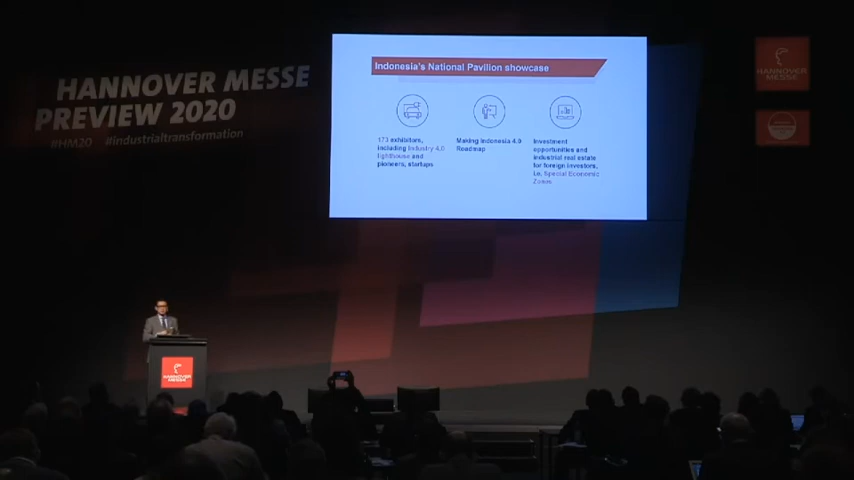 HANNOVER MESSE
PREVIEW 2020
#HM20 #industrialtransformation
Indonesia's National Pavilion showcase
173 exhibitors,
including Industry 4.0
lighthouse and
pioneers, startups
Making Indonesia 4.0
Roadmap
Investment
opportunities and
industrial real estate
for foreign investors,
i.e. Special Economic
Zones
HANNOVER
MESSE
HANNOVER
MESSE